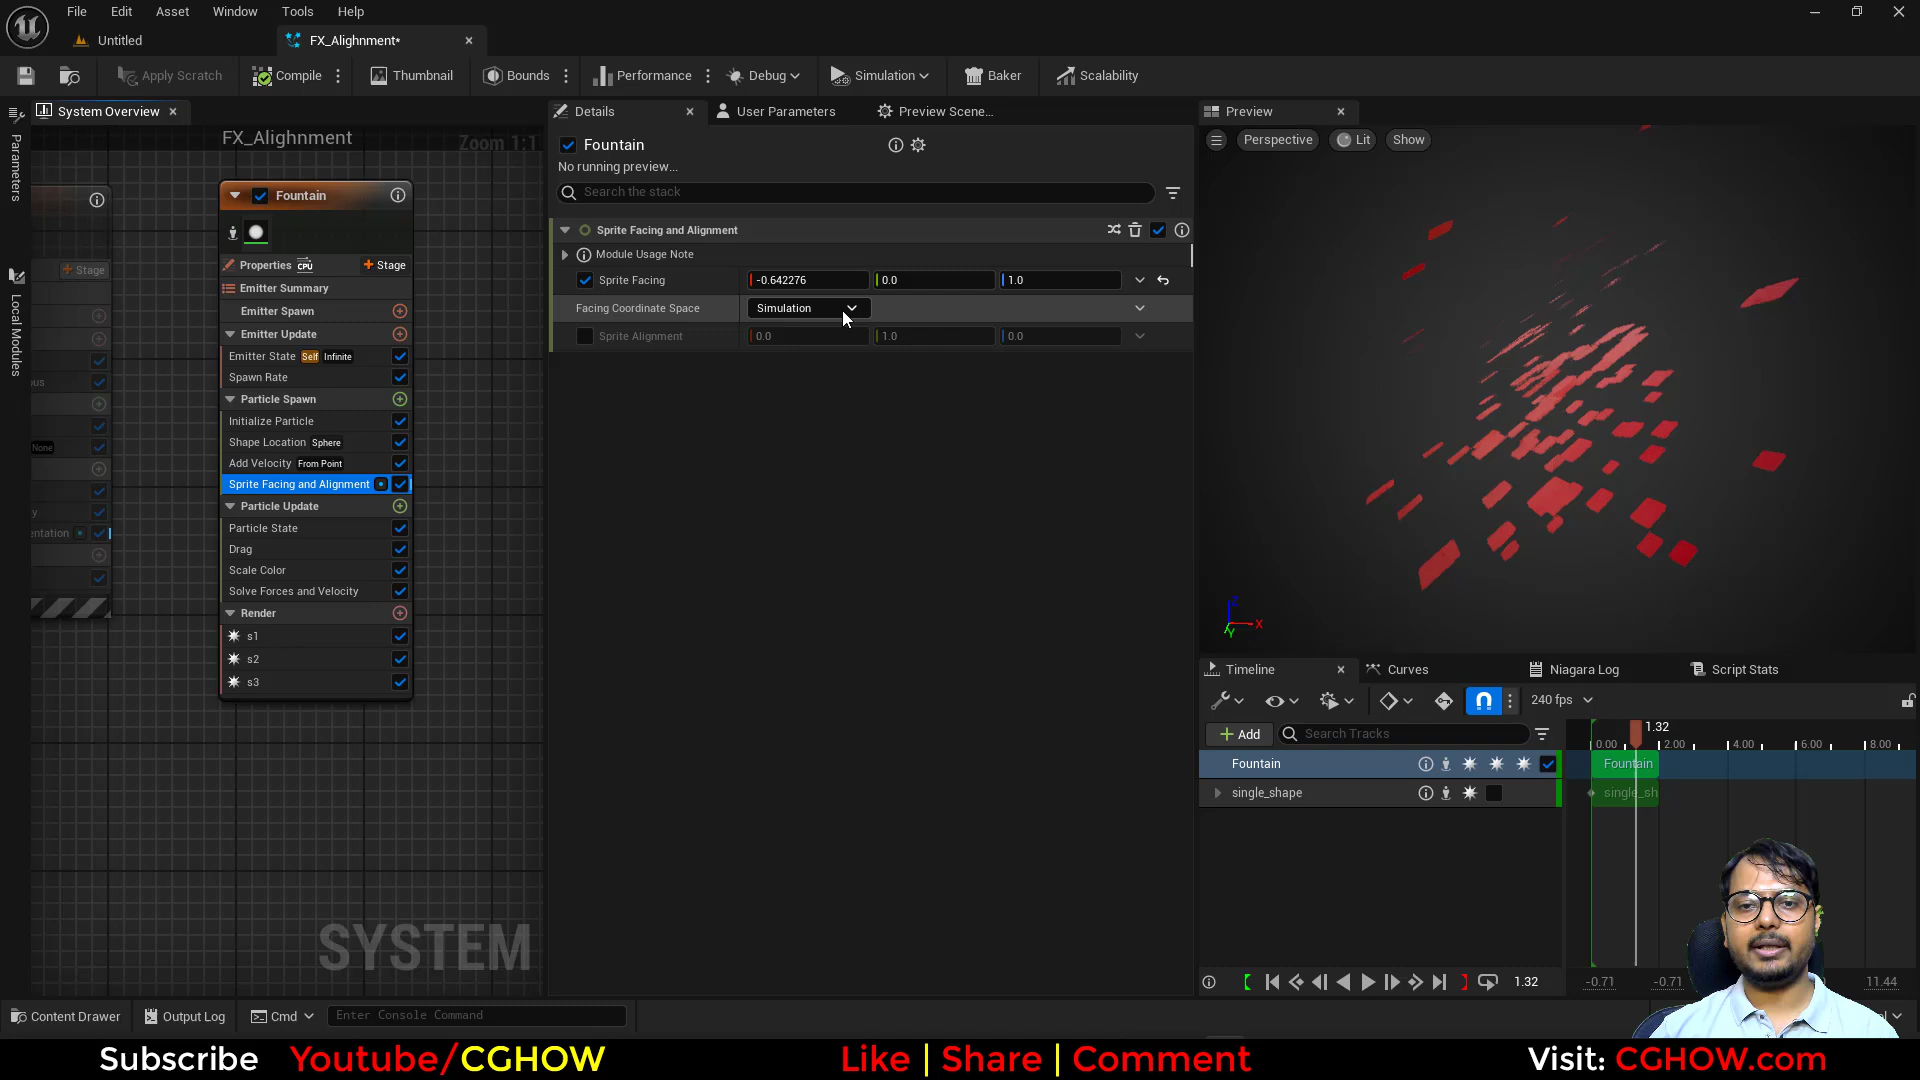 File Edit Asset Window Tools Help
Untitled
FX_Alighnment*
Apply Scratch Compile Thumbnail Bounds Performance Debug Simulation Baker Scalability
System Overview
Parameters
Local Modules
FX_Alighnment
Zoom 1:1
Stage
None
Fountain
Properties CPU Stage
Emitter Summary
Emitter Spawn
Emitter Update
Emitter State Self Infinite
Spawn Rate
Particle Spawn
Initialize Particle
Shape Location Sphere
Add Velocity From Point
Sprite Facing and Alignment
Particle Update
Particle State
Drag
Scale Color
Solve Forces and Velocity
Render
s1
s2
s3
SYSTEM
Details User Parameters Preview Scene...
Fountain
No running preview...
Search the stack
Sprite Facing and Alignment
Module Usage Note
Sprite Facing -0.642276 0.0 1.0
Facing Coordinate Space Simulation
Sprite Alignment 0.0 1.0 0.0
Preview
Perspective Lit Show
Z
X
Y
Timeline Curves Niagara Log Script Stats
240 fps
Add Search Tracks
1.32
0.00 2.00 4.00 6.00 8.00
Fountain Fountain
single_shape single_sh
1.32 -0.71 -0.71 11.44
Content Drawer Output Log Cmd Enter Console Command
Subscribe Youtube/CGHOW Like | Share | Comment Visit: CGHOW.com